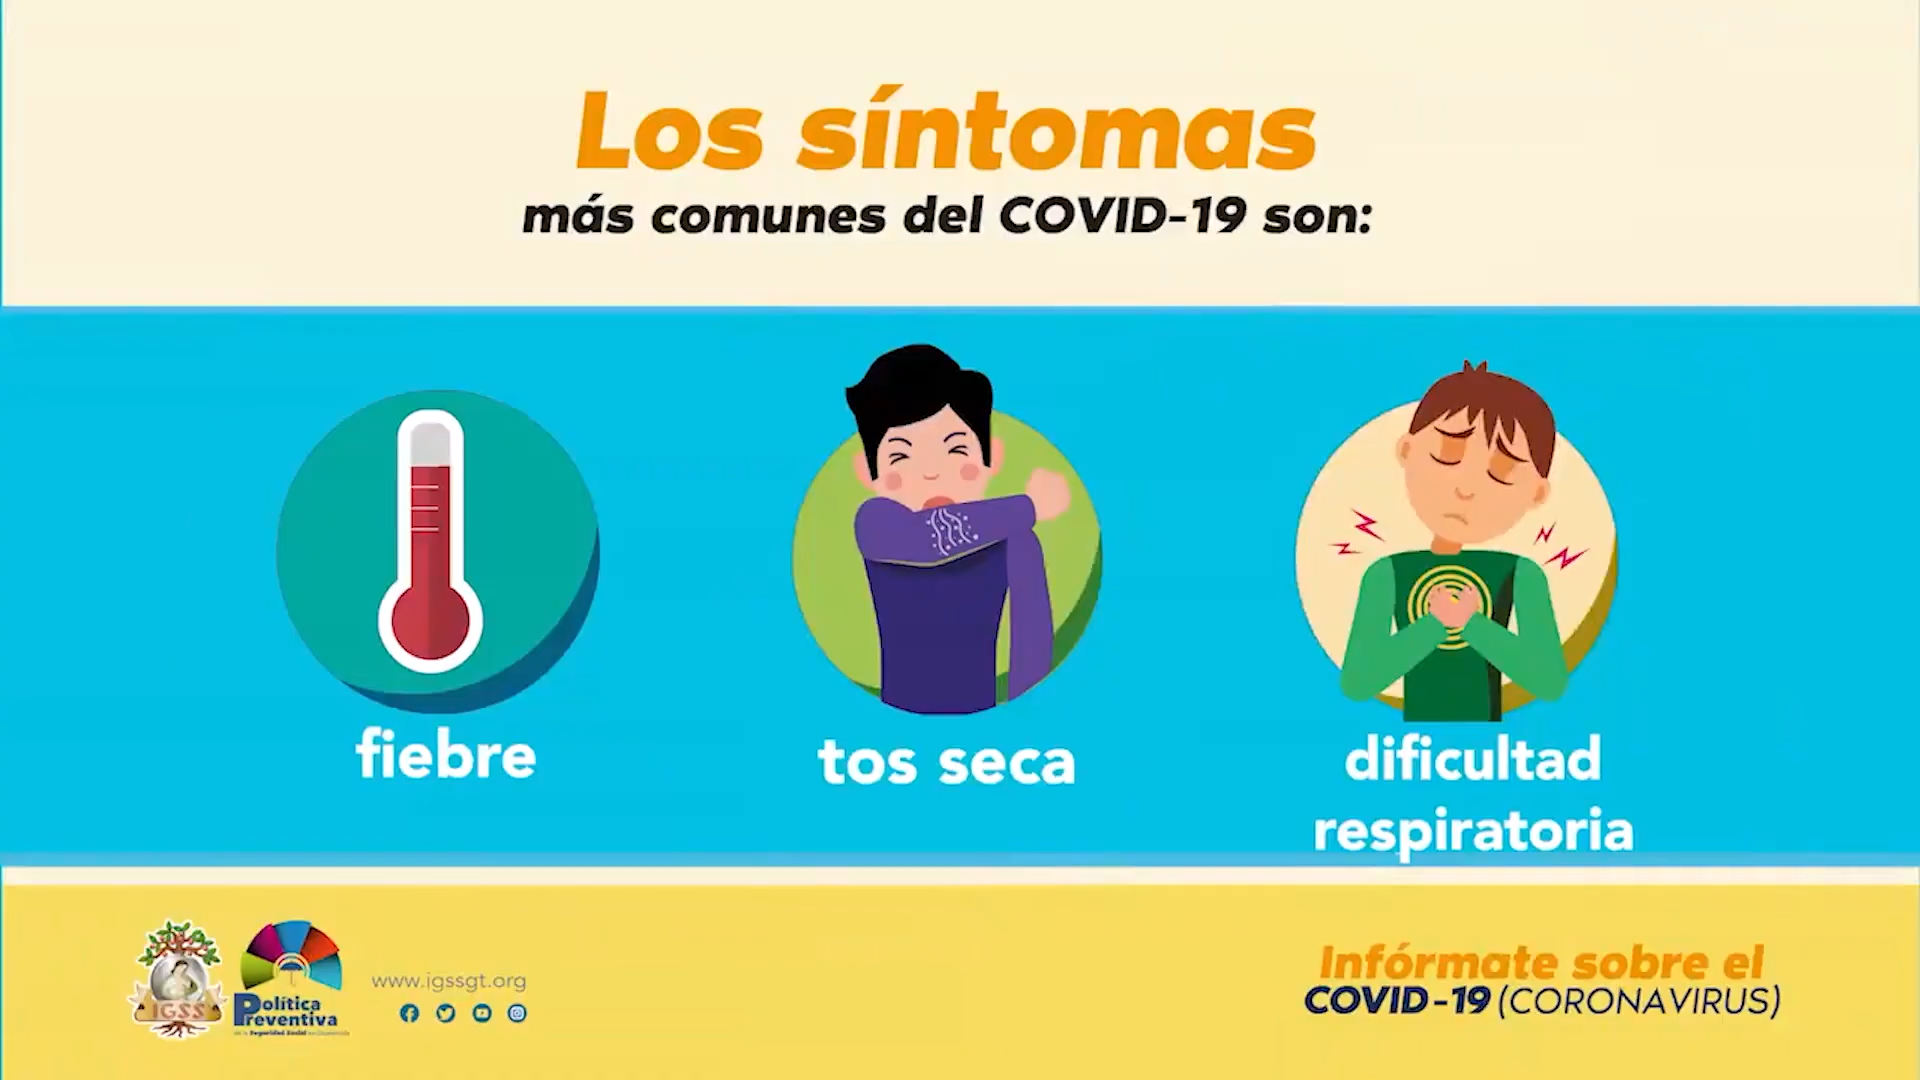 Los síntomas
más comunes del COVID-19 son:
fiebre
tos seca
dificultad
respiratoria
IGSS
Política
Preventiva
www.igssgt.org
Infórmate sobre el
COVID-19 (CORONAVIRUS)